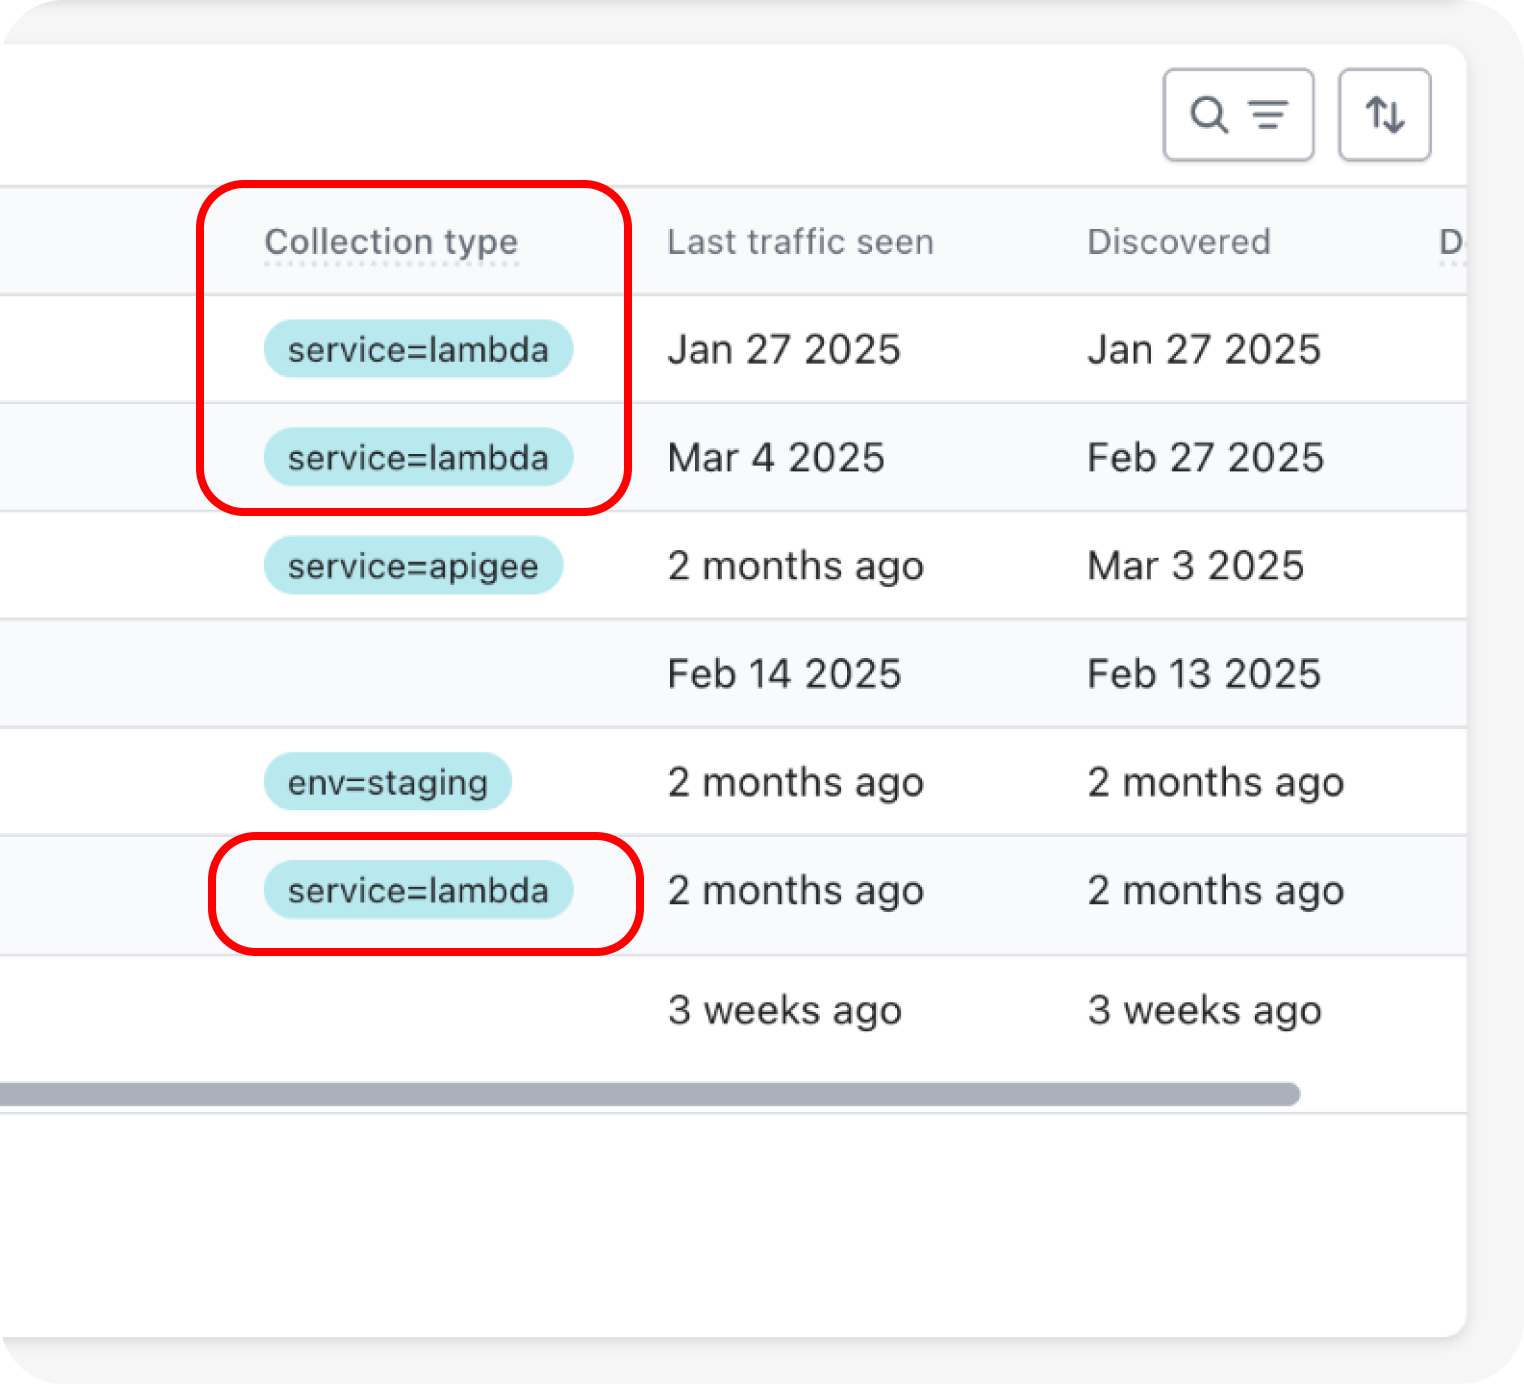 Collection type Last traffic seen Discovered D
service=lambda Jan 27 2025 Jan 27 2025
service=lambda Mar 4 2025 Feb 27 2025
service=apigee 2 months ago Mar 3 2025
Feb 14 2025 Feb 13 2025
env=staging 2 months ago 2 months ago
service=lambda 2 months ago 2 months ago
3 weeks ago 3 weeks ago